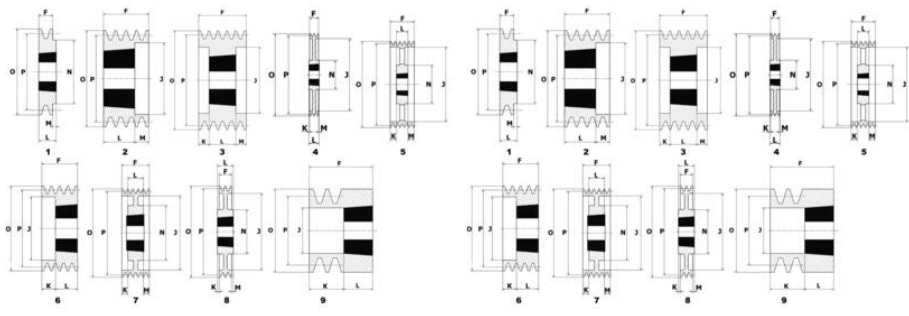 F F F F F L F F F F F L
O P N O P J O P J O P N J O P N J O P N O P J O P J O P N J O P N J
M L L M K L M K M L K M M L L M K L M K M L K M
1 2 3 4 5 1 2 3 4 5
F F L L F F F F L L F F
O P J O P N J O P N J O P J O P J O P N J O P N J O P J
K L K M K M K L K L K M K M K L
6 7 8 9 6 7 8 9